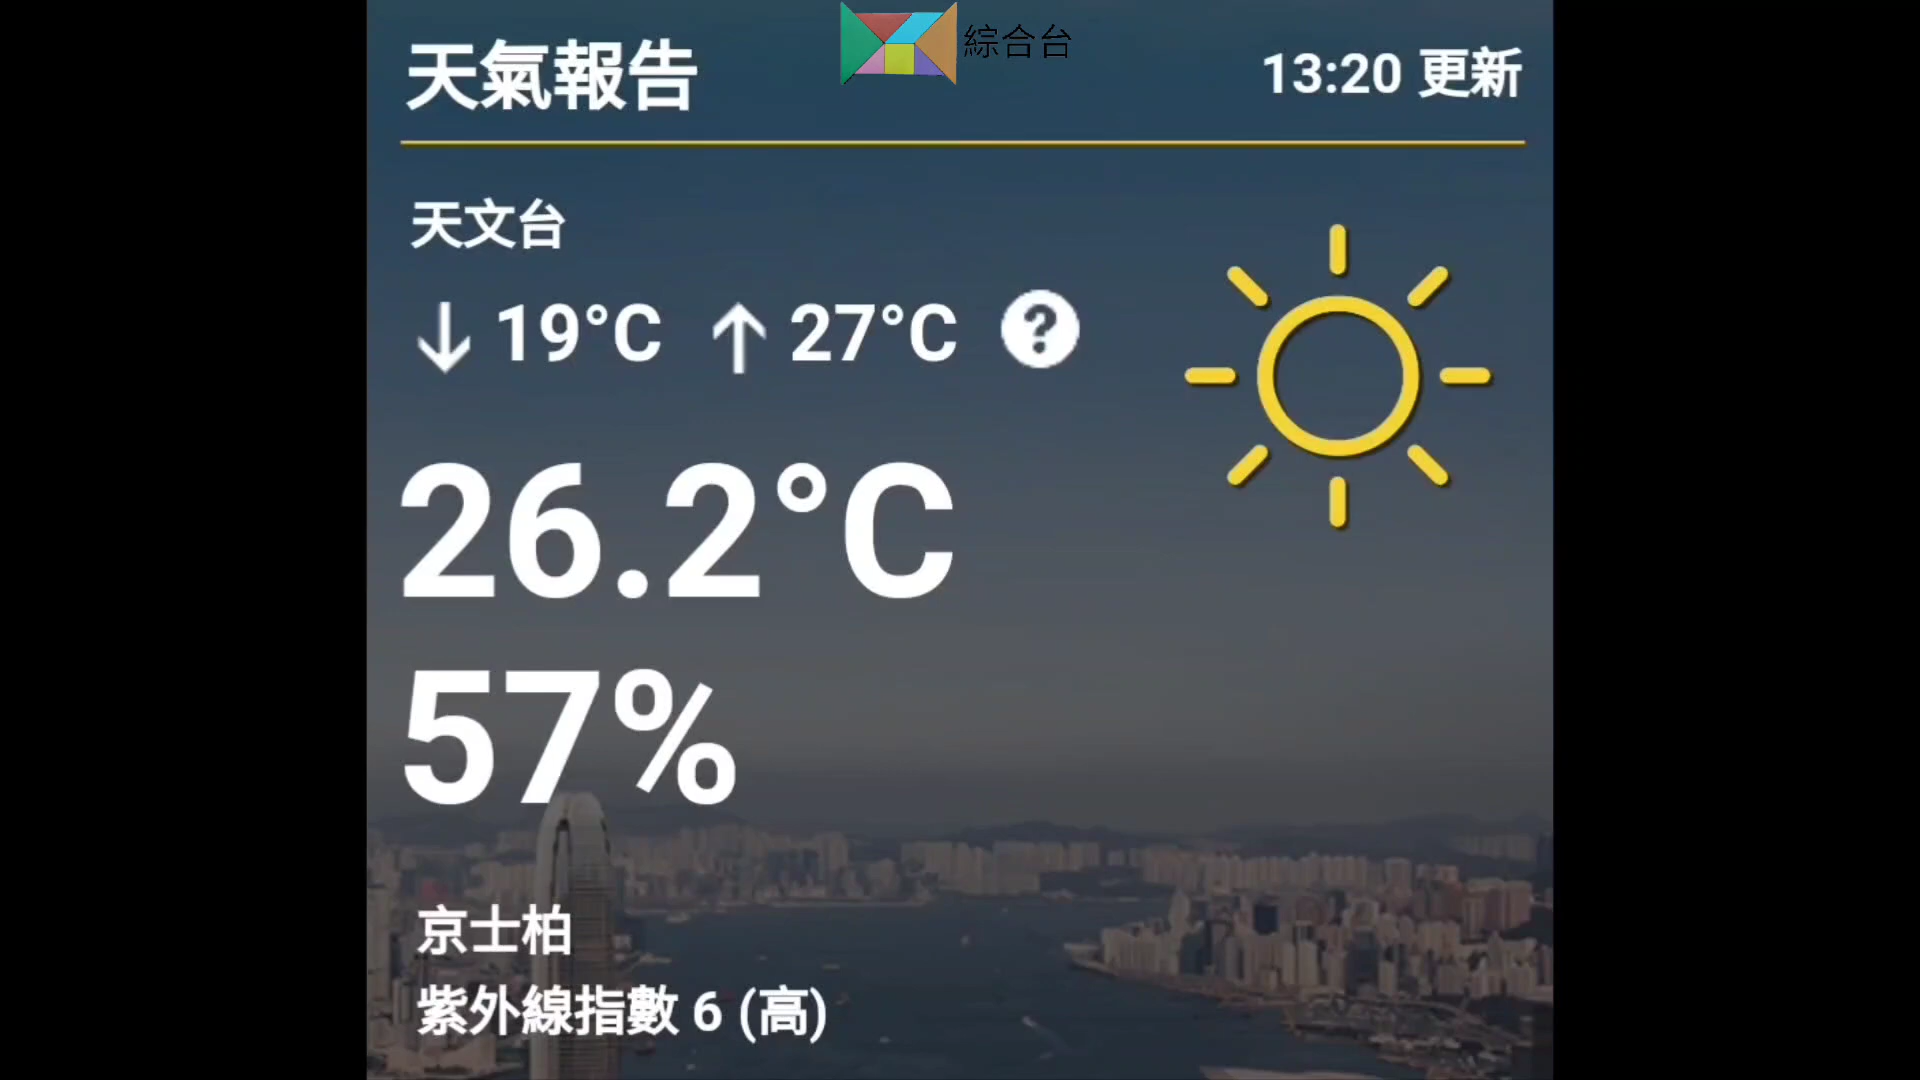 天氣報告
綜合台
13:20 更新
天文台
↓ 19°C ↑ 27°C ?
26.2°C
57%
京士柏
紫外線指數 6 (高)